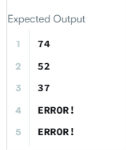 Expected Output
1 74
2 52
3 37
4 ERROR!
5 ERROR!